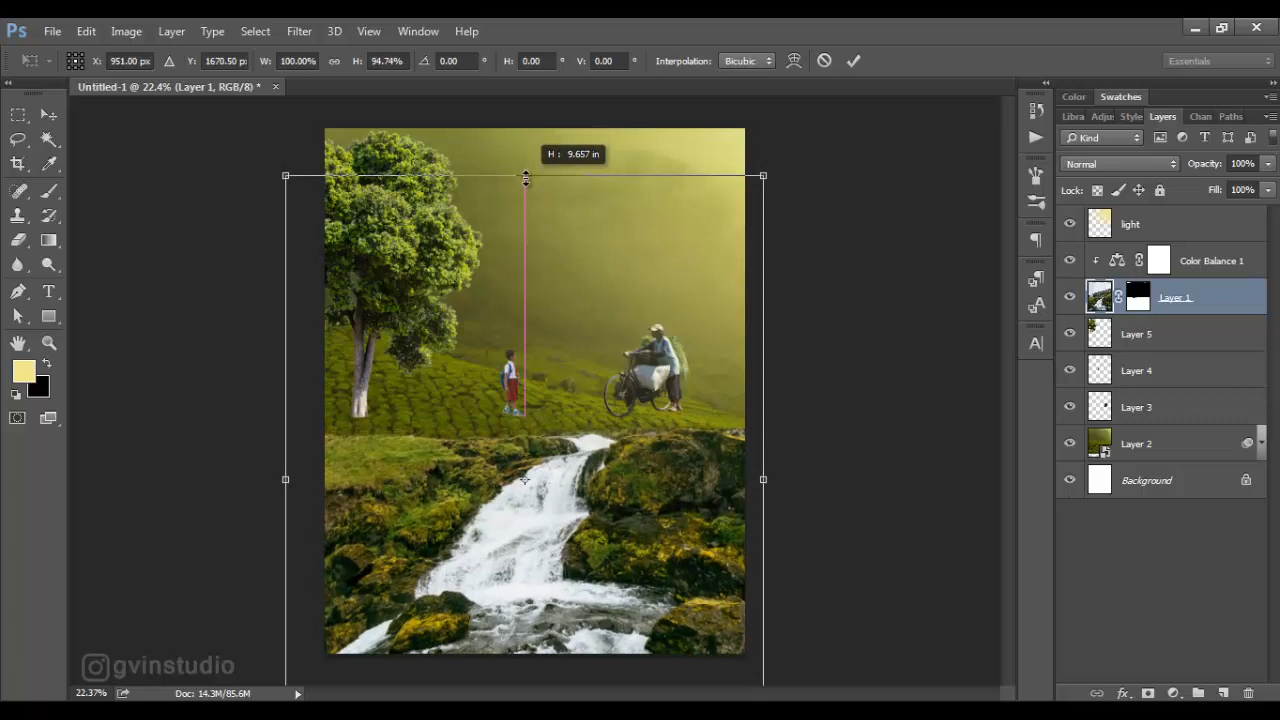 Ps File Edit Image Layer Type Select Filter 3D View Window Help
X: 951.00 px Y: 1670.50 p: W: 100.00% H: 94.74% 0.00 ° H: 0.00 ° V: 0.00 ° Interpolation: Bicubic Essentials
Untitled-1 @ 22.4% (Layer 1, RGB/8) *
Color Swatches
Libra Adju Style Layers Chan Paths
Kind
Normal Opacity: 100%
Lock: Fill: 100%
H : 9.657 in
light
Color Balance 1
Layer 1
Layer 5
Layer 4
Layer 3
Layer 2
Background
gvinstudio
22.37% Doc: 14.3M/85.6M